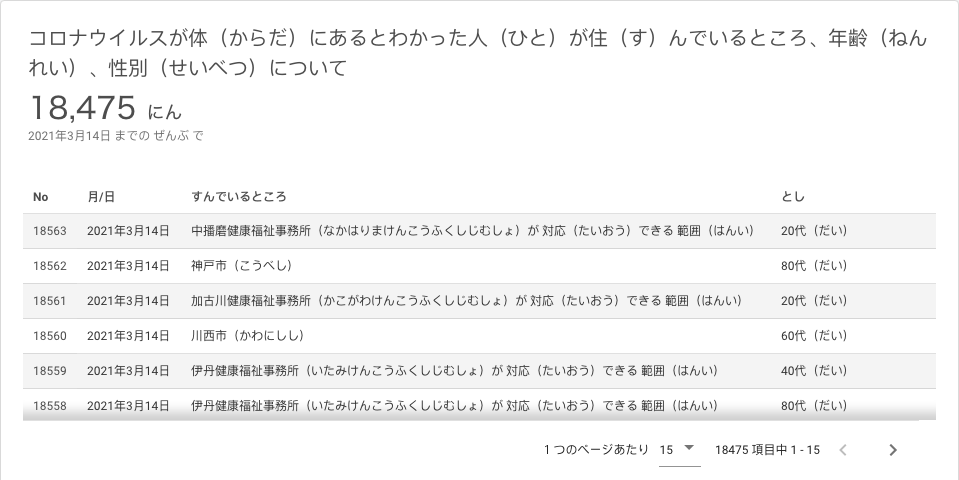 コロナウイルスが体（からだ）にあるとわかった人（ひと）が住（す）んでいるところ、年齢（ねん
れい）、性別（せいべつ）について
18,475 にん
2021年3月14日 までの ぜんぶ で
No 月/日 すんでいるところ とし
18563 2021年3月14日 中播磨健康福祉事務所（なかはりまけんこうふくしじむしょ）が 対応（たいおう）できる 範囲（はんい） 20代（だい）
18562 2021年3月14日 神戸市（こうべし） 80代（だい）
18561 2021年3月14日 加古川健康福祉事務所（かこがわけんこうふくしじむしょ）が 対応（たいおう）できる 範囲（はんい） 20代（だい）
18560 2021年3月14日 川西市（かわにしし） 60代（だい）
18559 2021年3月14日 伊丹健康福祉事務所（いたみけんこうふくしじむしょ）が 対応（たいおう）できる 範囲（はんい） 40代（だい）
18558 2021年3月14日 伊丹健康福祉事務所（いたみけんこうふくしじむしょ）が 対応（たいおう）できる 範囲（はんい） 80代（だい）
1 つのページあたり 15 18475 項目中 1 - 15